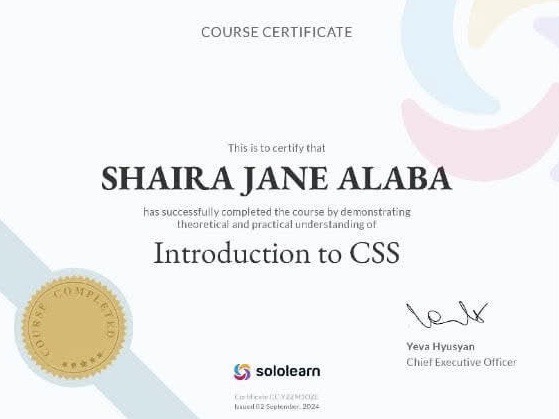 COURSE CERTIFICATE
This is to certify that
SHAIRA JANE ALABA
has successfully completed the course by demonstrating
theoretical and practical understanding of
Introduction to CSS
COURSE COMPLETED
Yeva Hyusyan
Chief Executive Officer
sololearn
Certificate
Issued 02 September, 2024